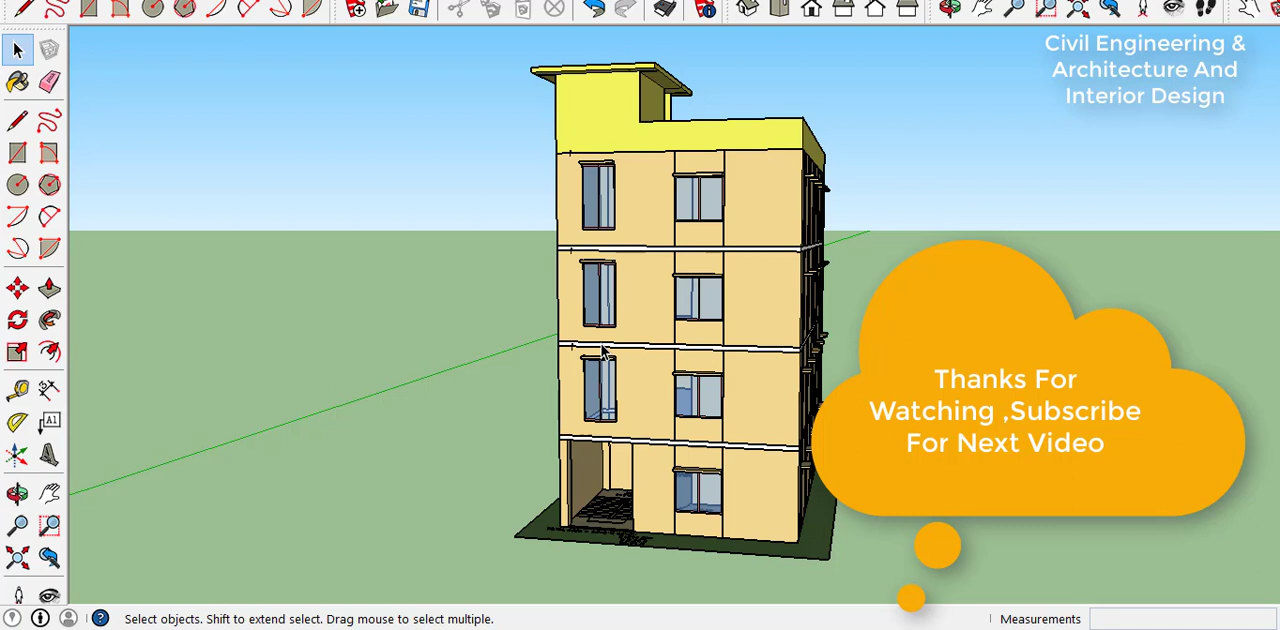 Civil Engineering &
Architecture And
Interior Design
A1
Thanks For
Watching ,Subscribe
For Next Video
Select objects. Shift to extend select. Drag mouse to select multiple.
Measurements